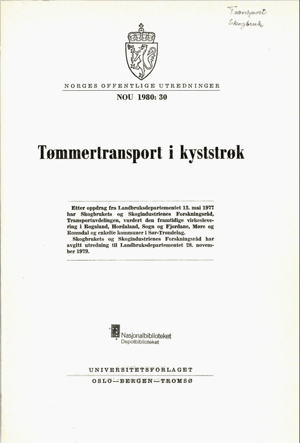 Transport
Skogbruk
NORGES OFFENTLIGE UTREDNINGER
NOU 1980: 30
Tømmertransport i kyststrøk
Etter oppdrag fra Landbruksdepartementet 13. mai 1977
har Skogbrukets og Skogindustrienes Forskningsråd,
Transportavdelingen, vurdert den framtidige virkesleve-
ring i Rogaland, Hordaland, Sogn og Fjordane, Møre og
Romsdal og enkelte kommuner i Sør-Trøndelag.
Skogbrukets og Skogindustrienes Forskningsråd har
avgitt utredning til Landbruksdepartementet 28. novem-
ber 1979.
Nasjonalbiblioteket
Depotbiblioteket
UNIVERSITETSFORLAGET
OSLO—BERGEN—TROMSØ